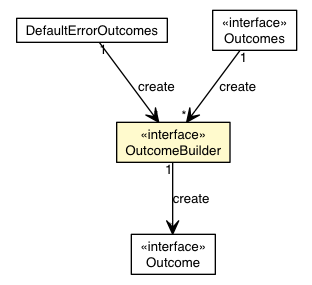 DefaultErrorOutcomes
«interface»
Outcomes
1
1
create
create
*
«interface»
OutcomeBuilder
1
create
«interface»
Outcome